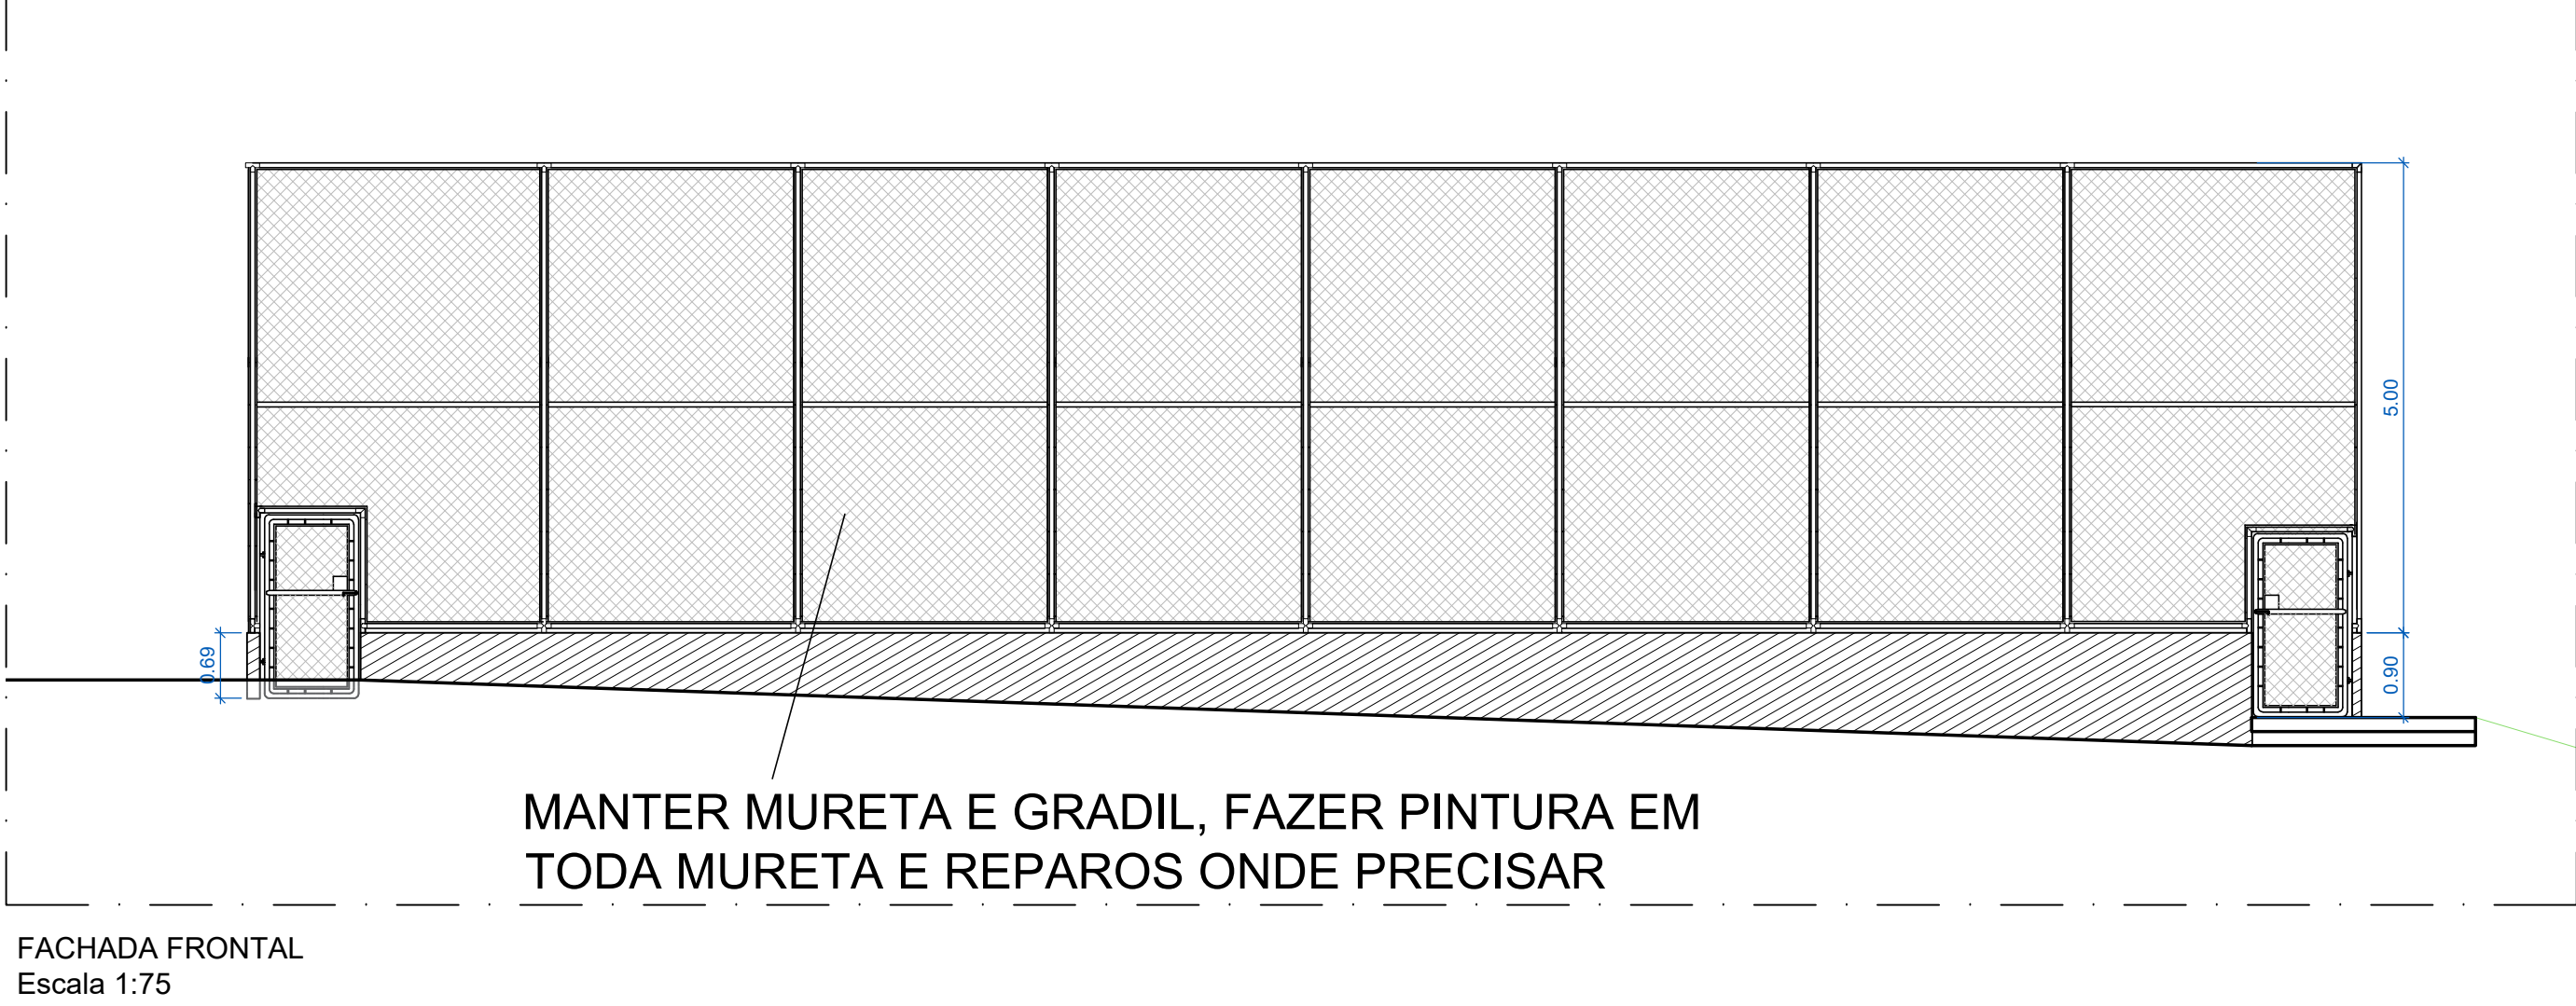 5.00
0.69
0.90
MANTER MURETA E GRADIL, FAZER PINTURA EM
TODA MURETA E REPAROS ONDE PRECISAR
FACHADA FRONTAL
Escala 1:75